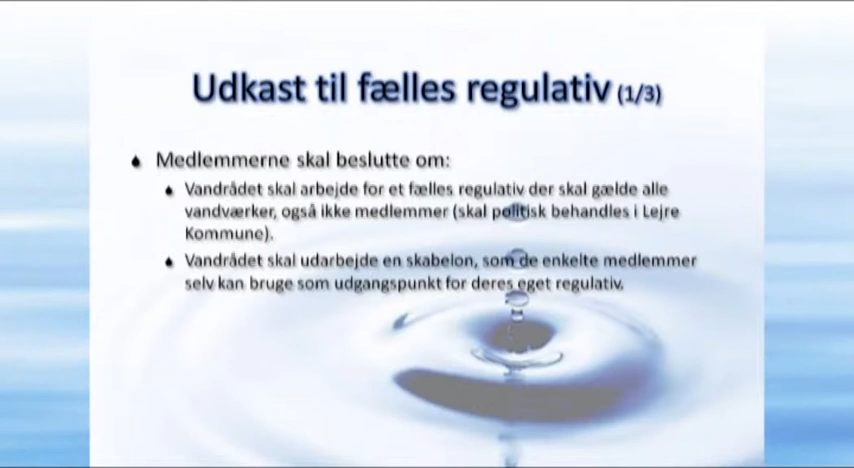 Udkast til fælles regulativ (1/3)
Medlemmerne skal beslutte om:
Vandrådet skal arbejde for et fælles regulativ der skal gælde alle
vandværker, også ikke medlemmer (skal politisk behandles i Lejre
Kommune).
Vandrådet skal udarbejde en skabelon, som de enkelte medlemmer
selv kan bruge som udgangspunkt for deres eget regulativ.